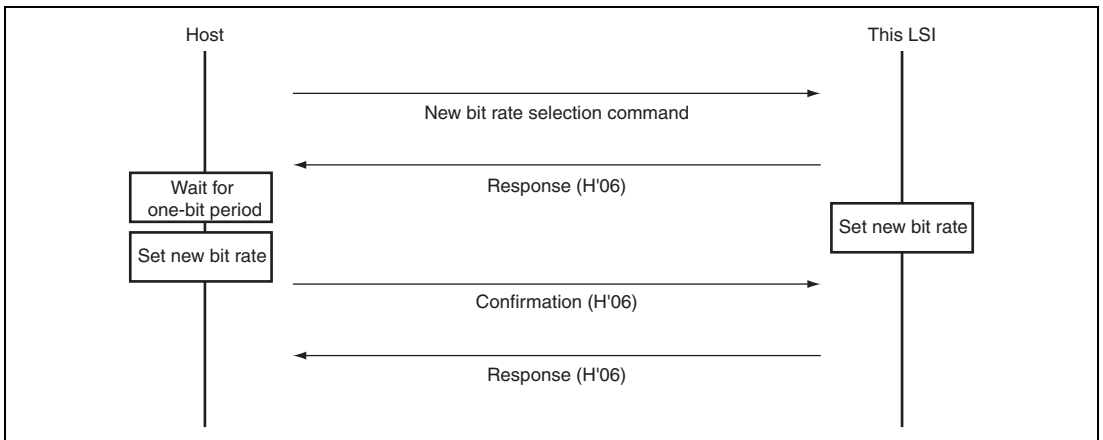 Host
This LSI
New bit rate selection command
Response (H'06)
Wait for
one-bit period
Set new bit rate
Set new bit rate
Confirmation (H'06)
Response (H'06)